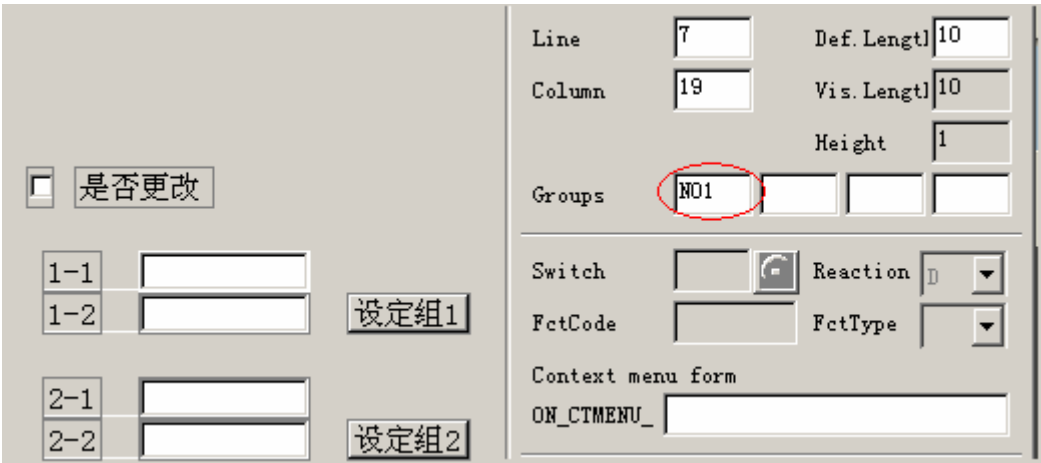 是否更改
1-1
1-2 设定组1
2-1
2-2 设定组2
Line 7 Def.Lengtl 10
Column 19 Vis.Lengtl 10
Height 1
Groups NO1
Switch Reaction D
FctCode FctType
Context menu form
ON_CTMENU_